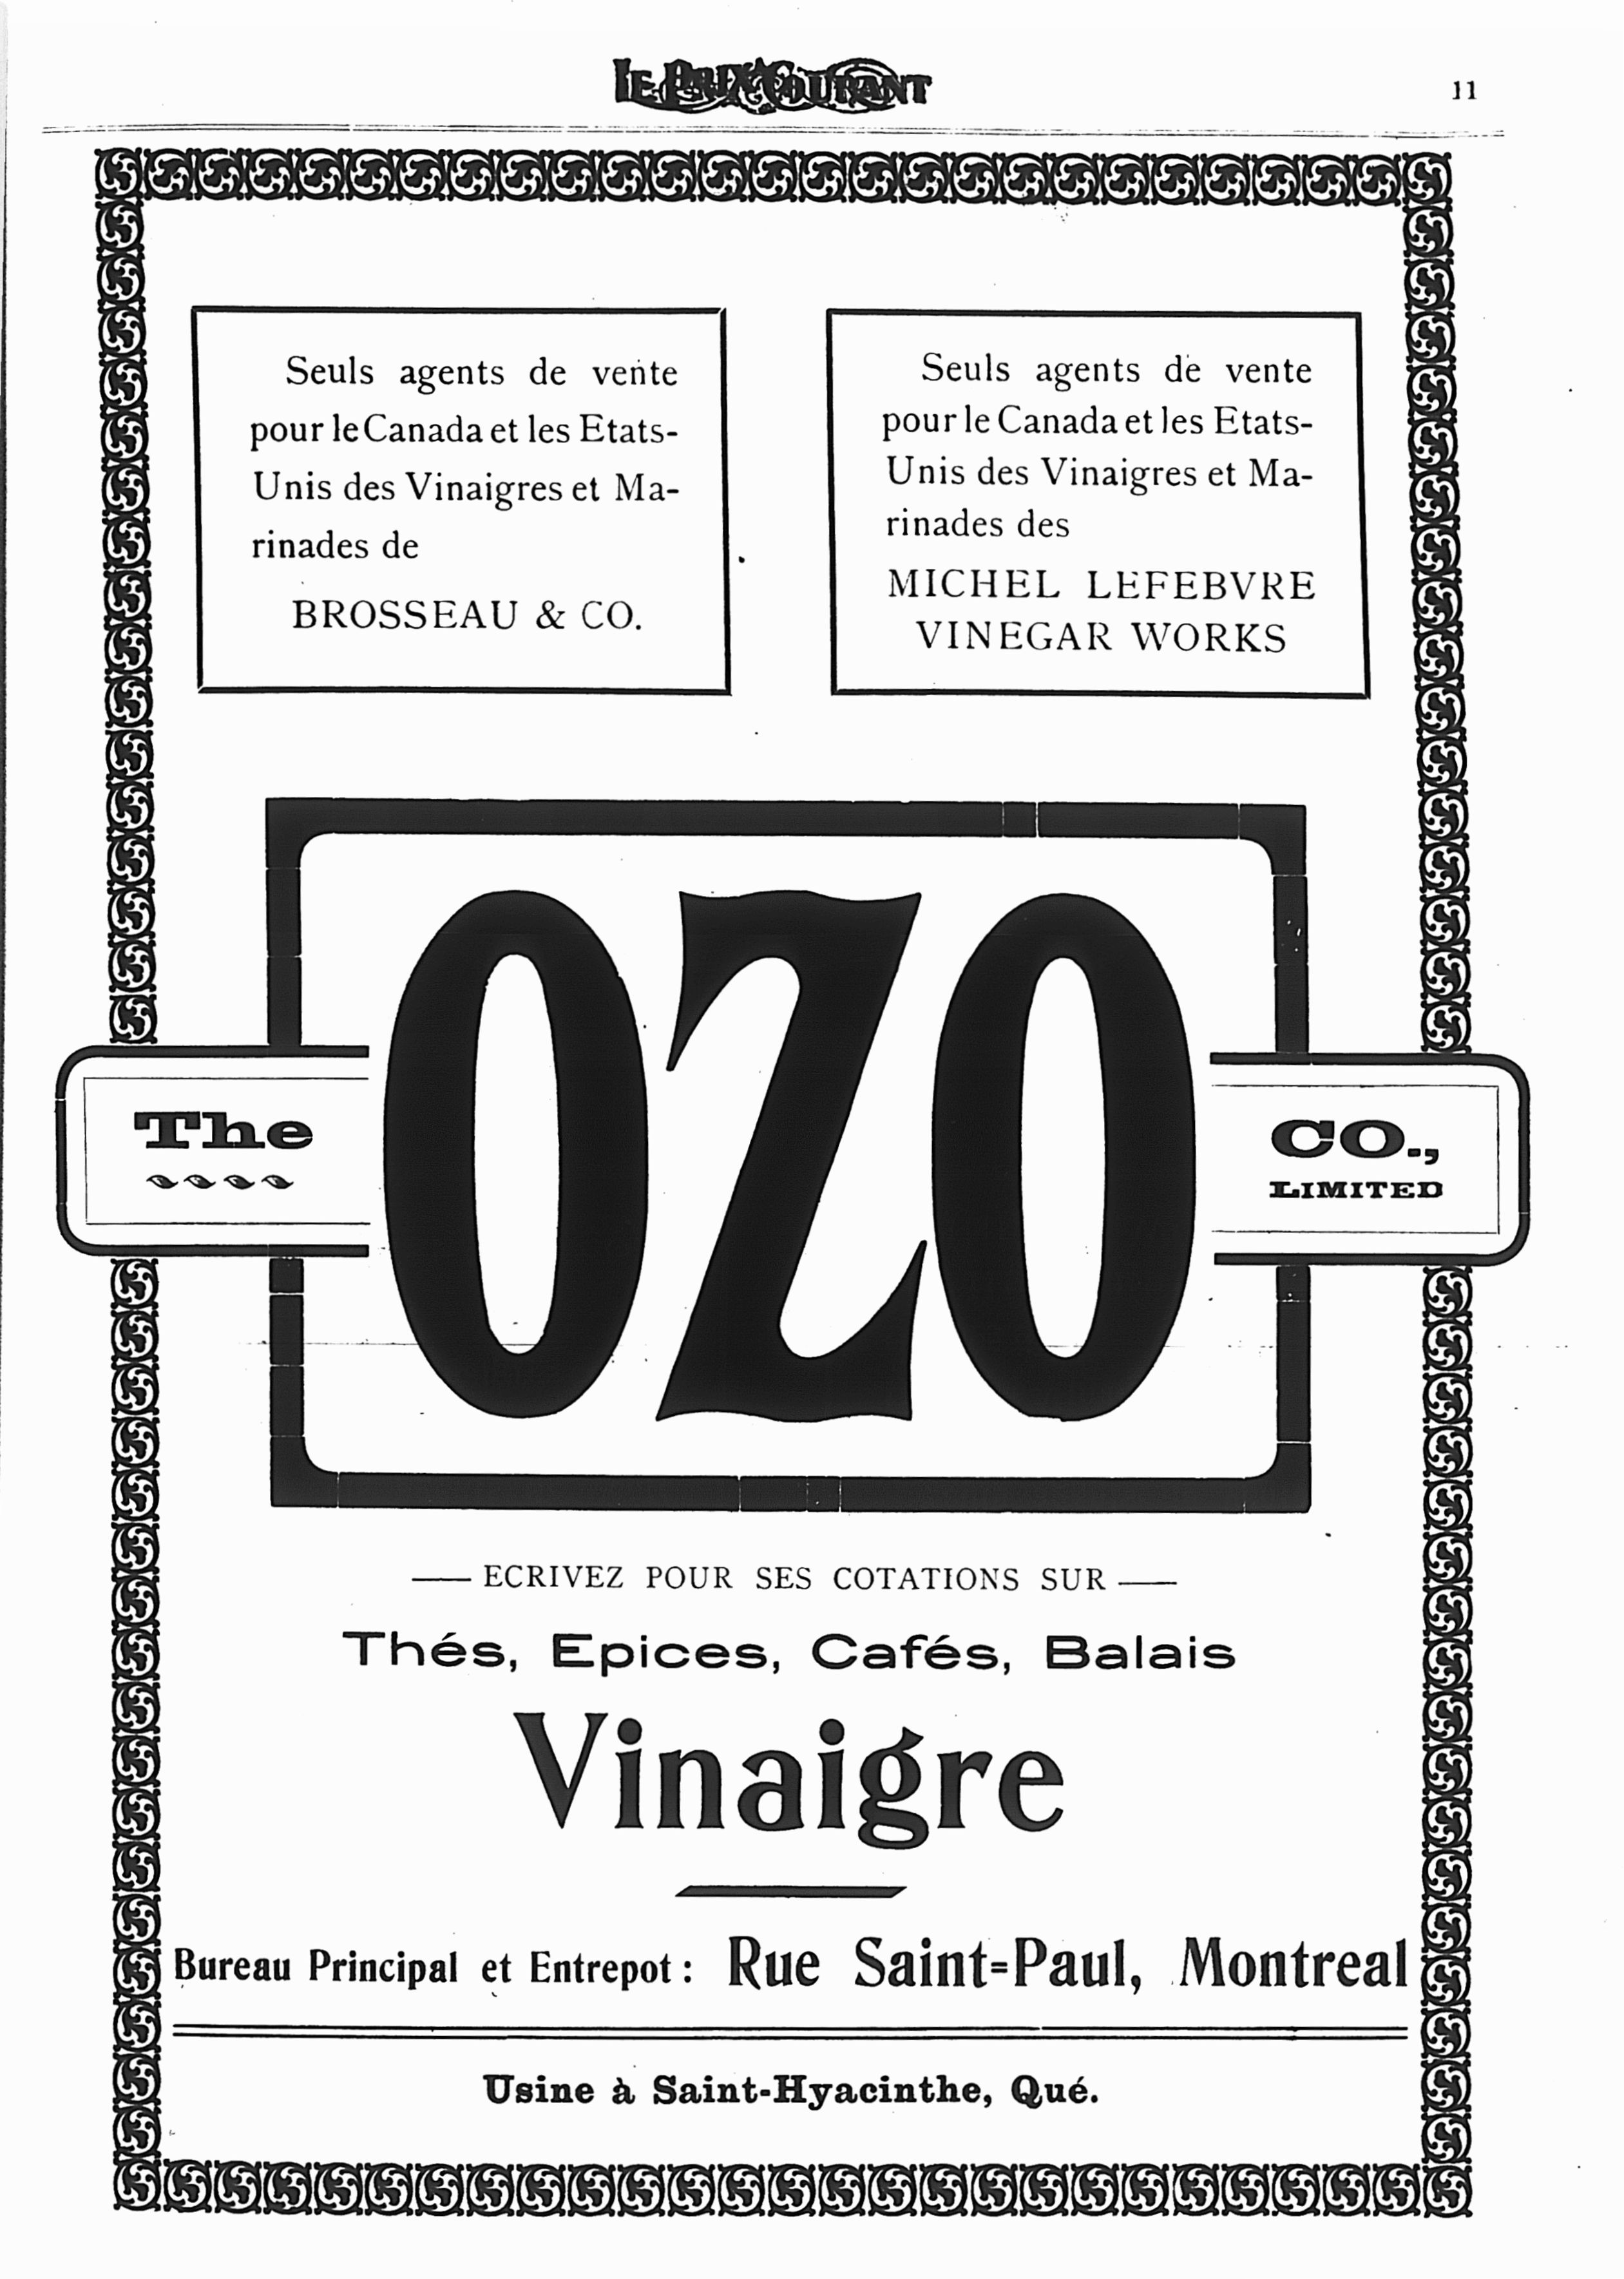 LE PRIX COURANT
11
Seuls agents de vente
pour le Canada et les Etats-
Unis des Vinaigres et Ma-
rinades de
BROSSEAU & CO.
Seuls agents de vente
pour le Canada et les Etats-
Unis des Vinaigres et Ma-
rinades des
MICHEL LEFEBVRE
VINEGAR WORKS
The
OZO
CO.,
LIMITED
— ECRIVEZ POUR SES COTATIONS SUR —
Thés, Epices, Cafés, Balais
Vinaigre
Bureau Principal et Entrepot : Rue Saint=Paul, Montreal
Usine à Saint-Hyacinthe, Qué.